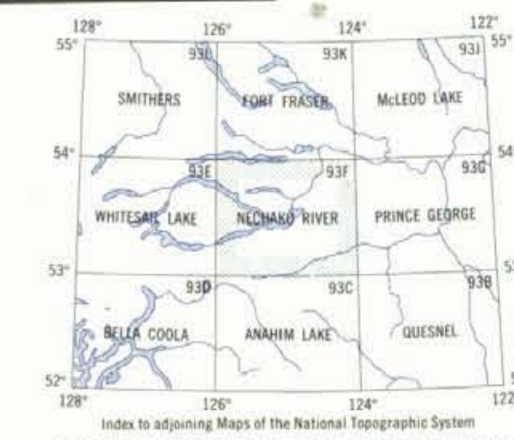 128° 126° 124° 122°
55° 93L 93K 93J 55°
SMITHERS FORT FRASER McLEOD LAKE
54° 54°
93E 93F 93G
WHITESAIL LAKE NECHAKO RIVER PRINCE GEORGE
53° 53°
93D 93C 93B
BELLA COOLA ANAHIM LAKE QUESNEL
52°
128° 126° 124° 122
Index to adjoining Maps of the National Topographic System